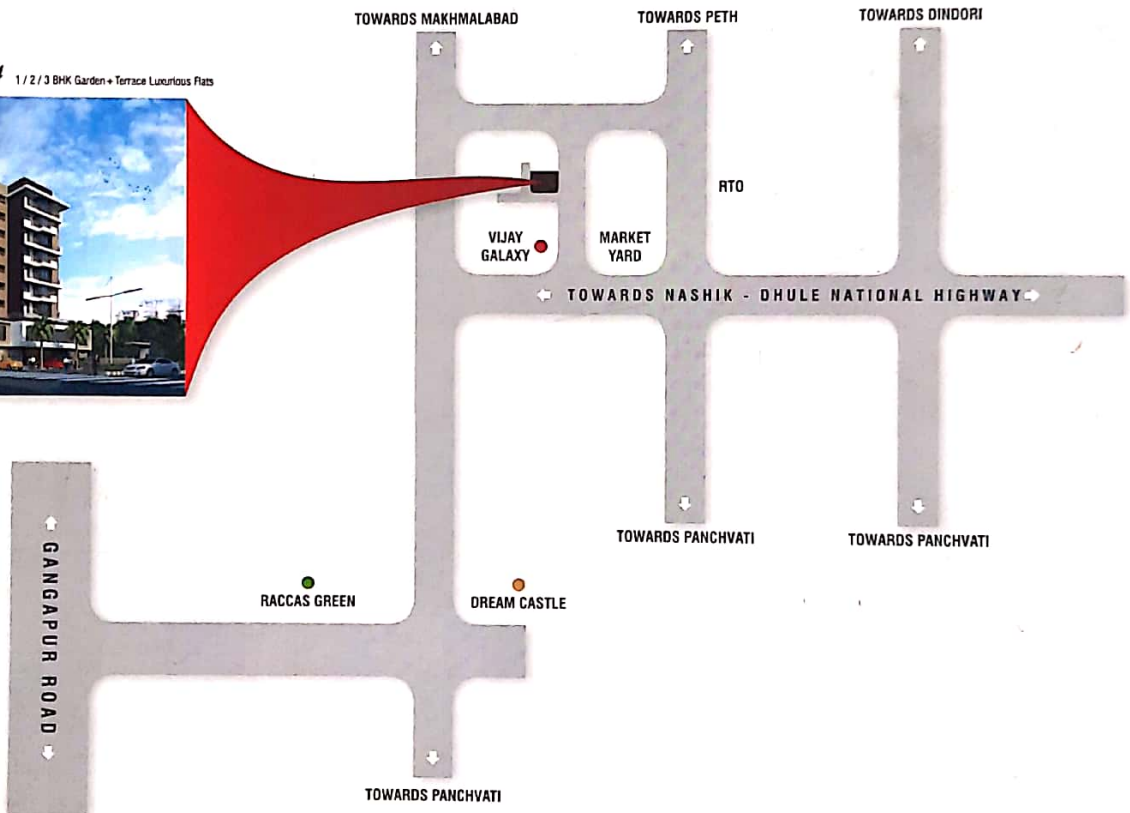 TOWARDS MAKHMALABAD
TOWARDS PETH
TOWARDS DINDORI
1 / 2 / 3 BHK Garden + Terrace Luxurious Flats
RTO
VIJAY
GALAXY
MARKET
YARD
TOWARDS NASHIK - DHULE NATIONAL HIGHWAY
TOWARDS PANCHVATI
TOWARDS PANCHVATI
GANGAPUR ROAD
RACCAS GREEN
DREAM CASTLE
TOWARDS PANCHVATI